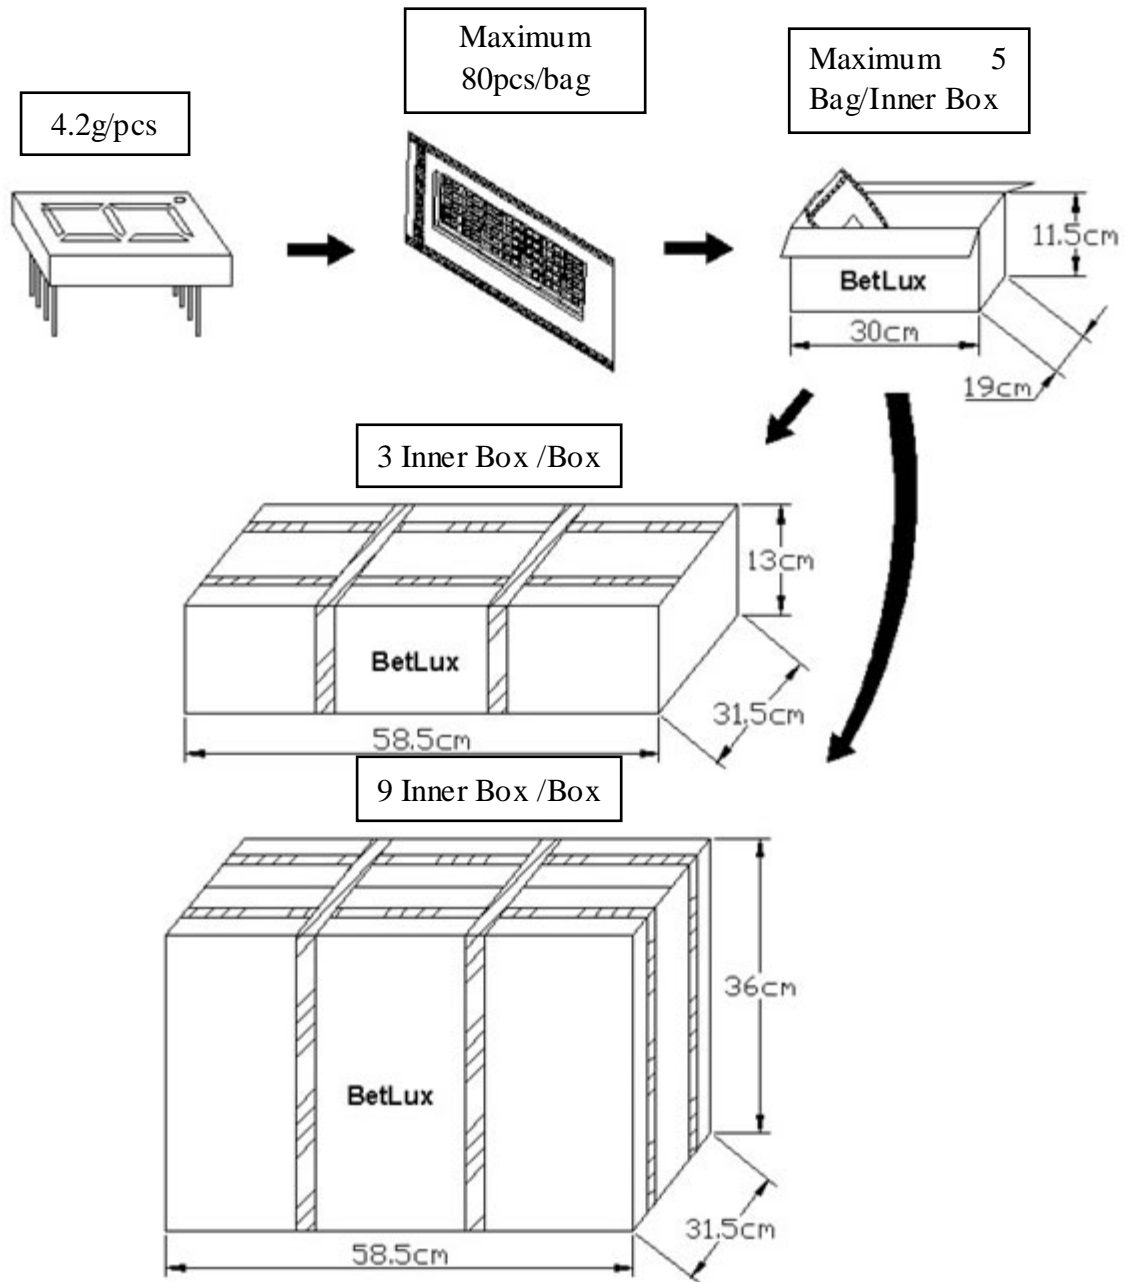 4.2g/pcs
Maximum
80pcs/bag
Maximum 5
Bag/Inner Box
BetLux
11.5cm
30cm
19cm
3 Inner Box /Box
BetLux
13cm
31.5cm
58.5cm
9 Inner Box /Box
BetLux
36cm
31.5cm
58.5cm